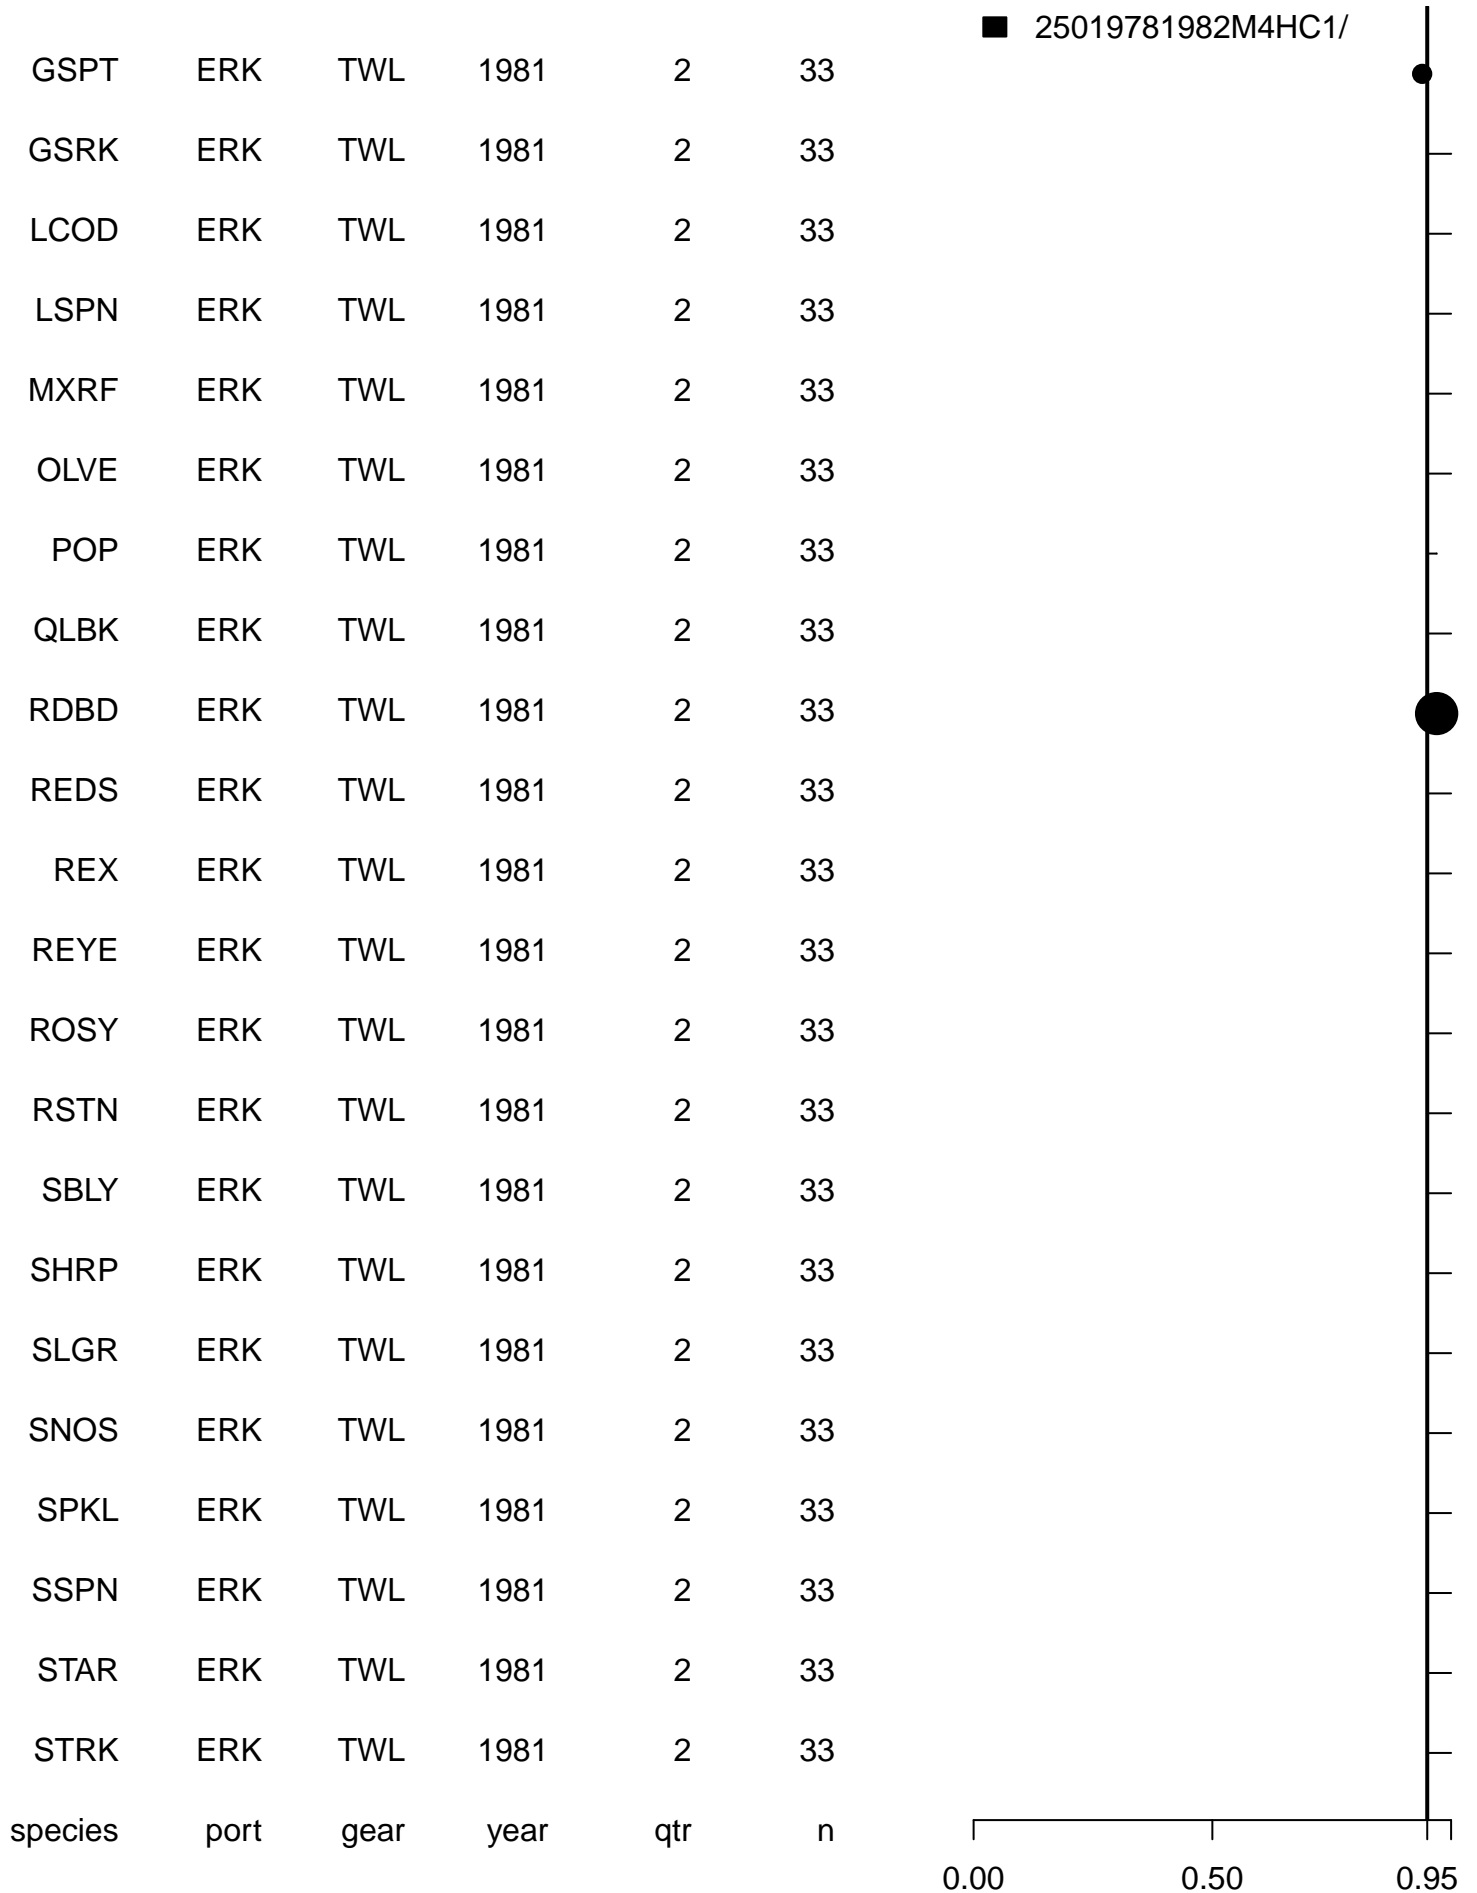 25019781982M4HC1/
GSPT ERK TWL 1981 2 33
GSRK ERK TWL 1981 2 33
LCOD ERK TWL 1981 2 33
LSPN ERK TWL 1981 2 33
MXRF ERK TWL 1981 2 33
OLVE ERK TWL 1981 2 33
POP ERK TWL 1981 2 33
QLBK ERK TWL 1981 2 33
RDBD ERK TWL 1981 2 33
REDS ERK TWL 1981 2 33
REX ERK TWL 1981 2 33
REYE ERK TWL 1981 2 33
ROSY ERK TWL 1981 2 33
RSTN ERK TWL 1981 2 33
SBLY ERK TWL 1981 2 33
SHRP ERK TWL 1981 2 33
SLGR ERK TWL 1981 2 33
SNOS ERK TWL 1981 2 33
SPKL ERK TWL 1981 2 33
SSPN ERK TWL 1981 2 33
STAR ERK TWL 1981 2 33
STRK ERK TWL 1981 2 33
species port gear year qtr n
0.00 0.50 0.95